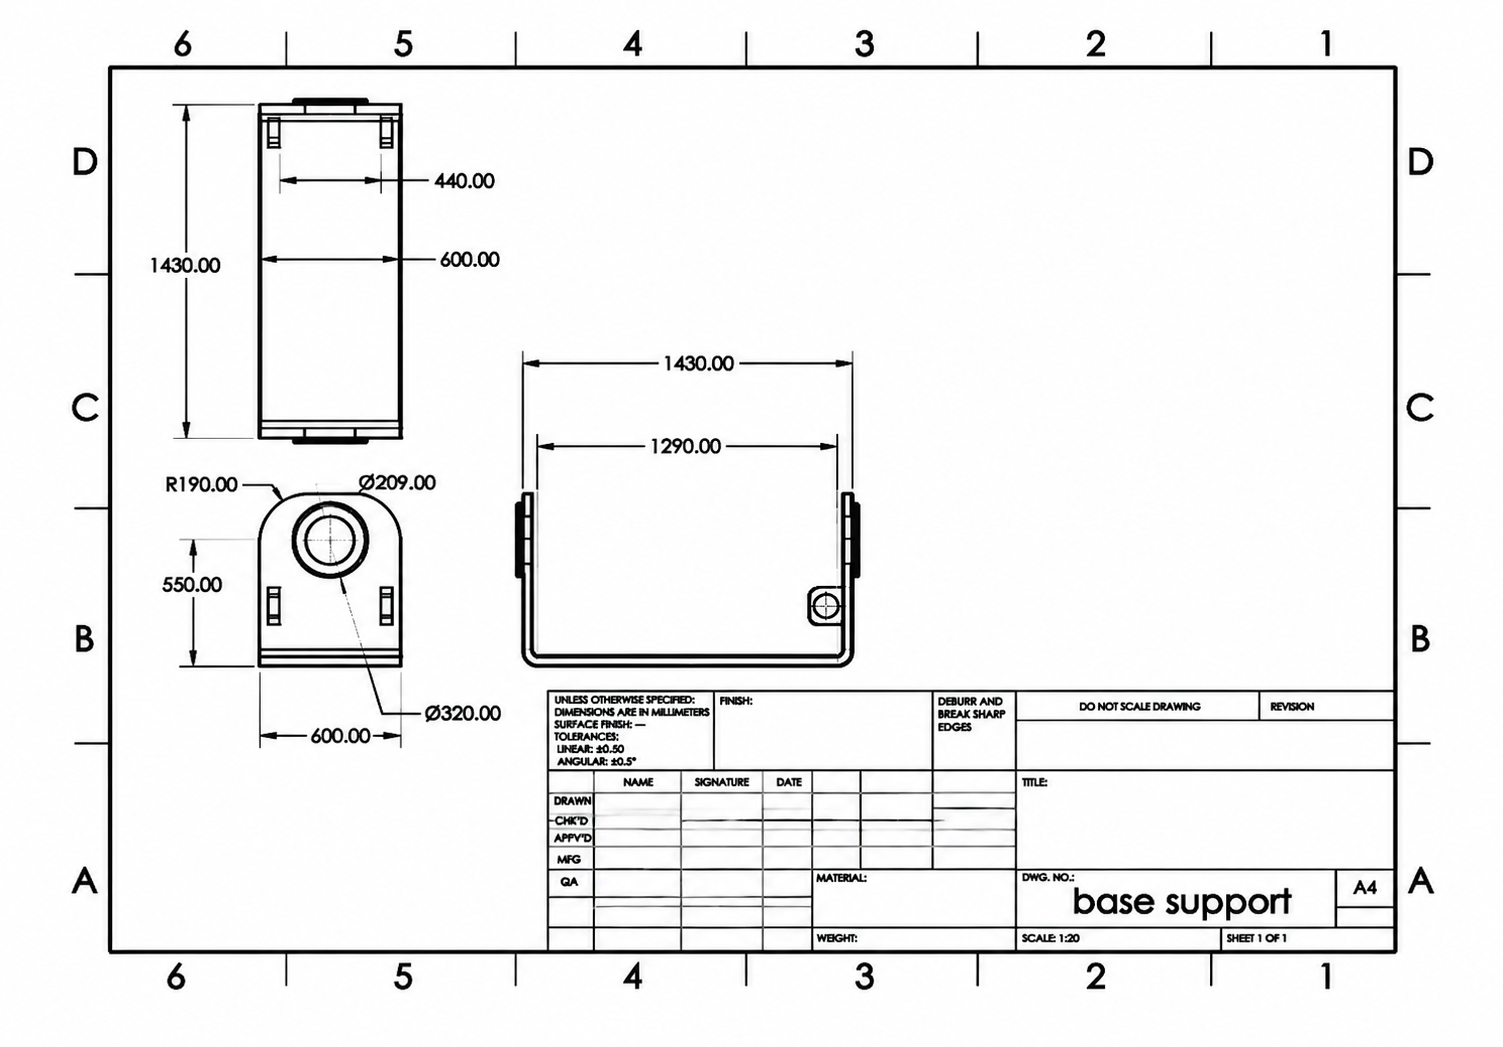 6 5 4 3 2 1
D D
440.00
600.00
1430.00
1430.00
C C
1290.00
R190.00 Ø209.00
550.00
B B
Ø320.00
600.00
UNLESS OTHERWISE SPECIFIED:
DIMENSIONS ARE IN MILLIMETERS
SURFACE FINISH: —
TOLERANCES:
LINEAR: ±0.50
ANGULAR: ±0.5°
FINISH:
DEBURR AND
BREAK SHARP
EDGES
DO NOT SCALE DRAWING
REVISION
NAME SIGNATURE DATE
TITLE:
DRAWN
CHK'D
APPV'D
MFG
QA
MATERIAL:
DWG. NO.:
base support
A4
A A
WEIGHT:
SCALE: 1:20
SHEET 1 OF 1
6 5 4 3 2 1